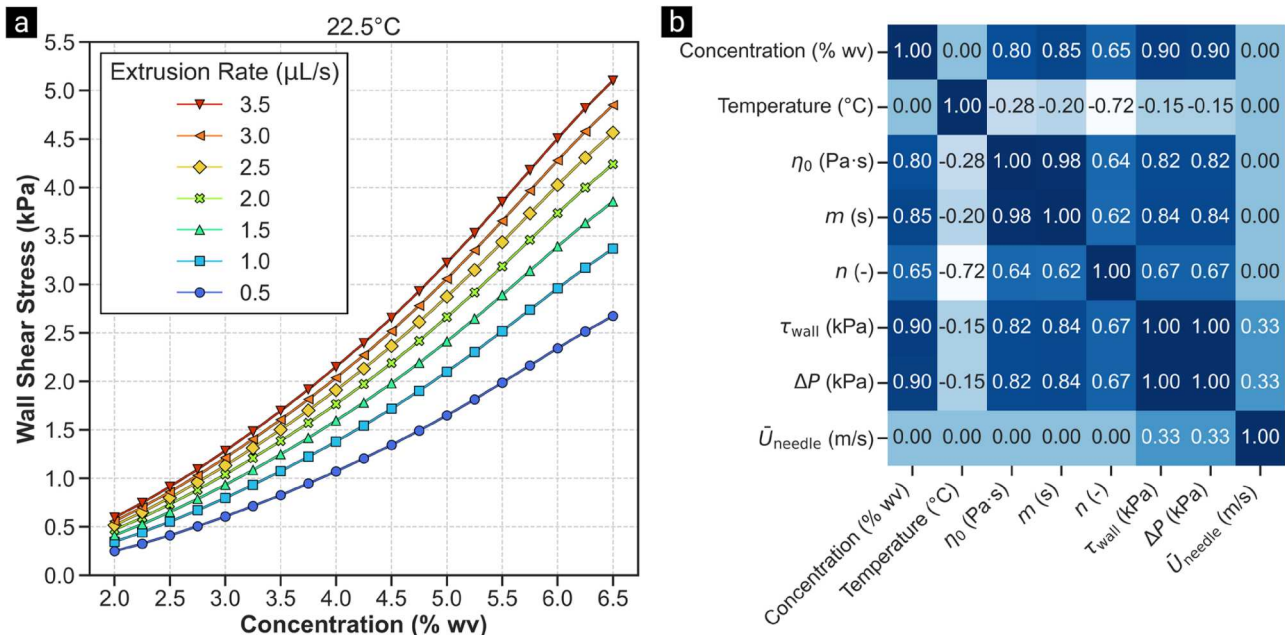 a
22.5°C
5.5
5.0
4.5
4.0
3.5
3.0
2.5
2.0
1.5
1.0
0.5
0.0
Wall Shear Stress (kPa)
Extrusion Rate (µL/s)
3.5
3.0
2.5
2.0
1.5
1.0
0.5
2.0 2.5 3.0 3.5 4.0 4.5 5.0 5.5 6.0 6.5
Concentration (% wv)
b
Concentration (% wv) 1.00 0.00 0.80 0.85 0.65 0.90 0.90 0.00
Temperature (°C) 0.00 1.00 -0.28 -0.20 -0.72 -0.15 -0.15 0.00
η₀ (Pa·s) 0.80 -0.28 1.00 0.98 0.64 0.82 0.82 0.00
m (s) 0.85 -0.20 0.98 1.00 0.62 0.84 0.84 0.00
n (-) 0.65 -0.72 0.64 0.62 1.00 0.67 0.67 0.00
τwall (kPa) 0.90 -0.15 0.82 0.84 0.67 1.00 1.00 0.33
ΔP (kPa) 0.90 -0.15 0.82 0.84 0.67 1.00 1.00 0.33
Ūneedle (m/s) 0.00 0.00 0.00 0.00 0.00 0.33 0.33 1.00
Concentration (% wv)
Temperature (°C)
η₀ (Pa·s)
m (s)
n (-)
τwall (kPa)
ΔP (kPa)
Ūneedle (m/s)